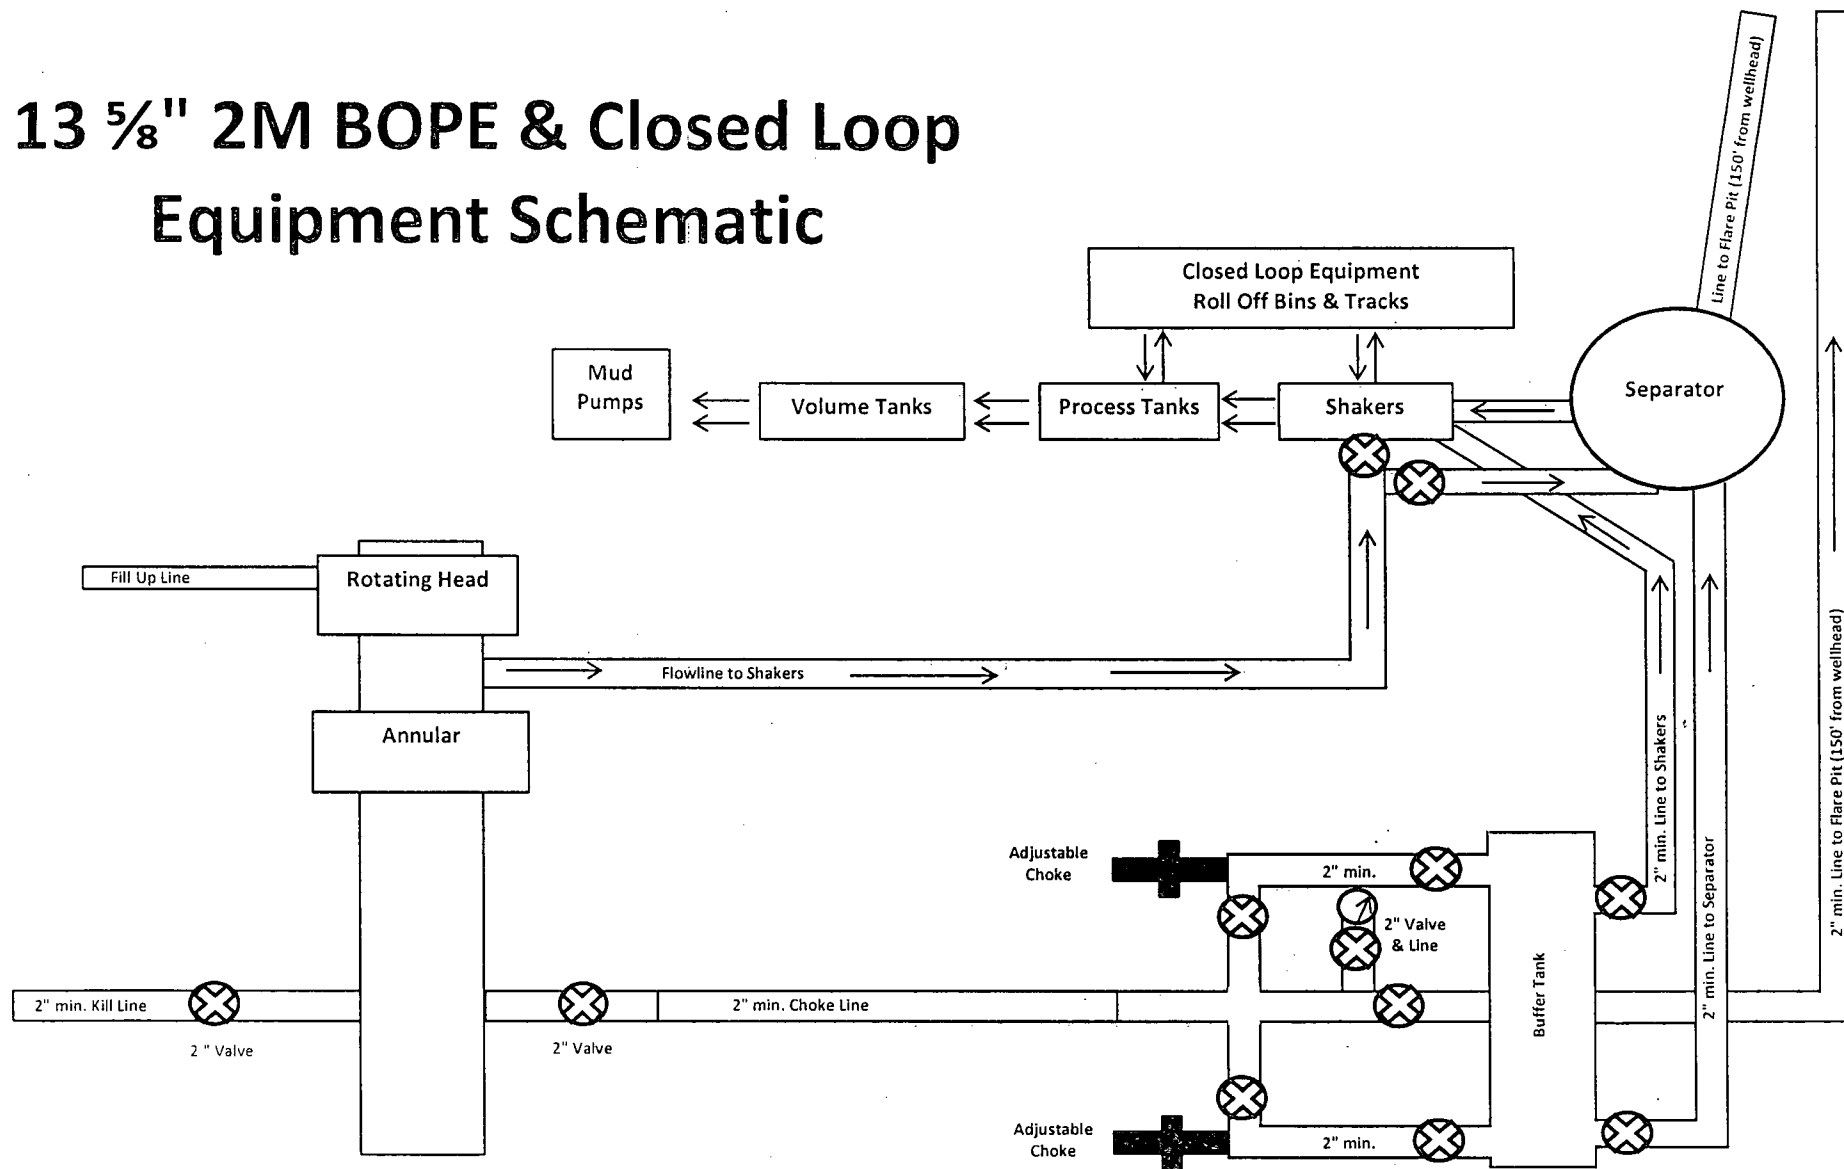 13 ⅝" 2M BOPE & Closed Loop
Equipment Schematic
Line to Flare Pit (150' from wellhead)
Closed Loop Equipment
Roll Off Bins & Tracks
Mud
Pumps
Volume Tanks
Process Tanks
Shakers
Separator
Fill Up Line
Rotating Head
Flowline to Shakers
Annular
2" min. Line to Shakers
2" min. Line to Separator
2" min. Line to Flare Pit (150' from wellhead)
Adjustable
Choke
2" min.
2" Valve
& Line
Buffer Tank
2" min. Kill Line
2 " Valve
2" min. Choke Line
2" Valve
Adjustable
Choke
2" min.